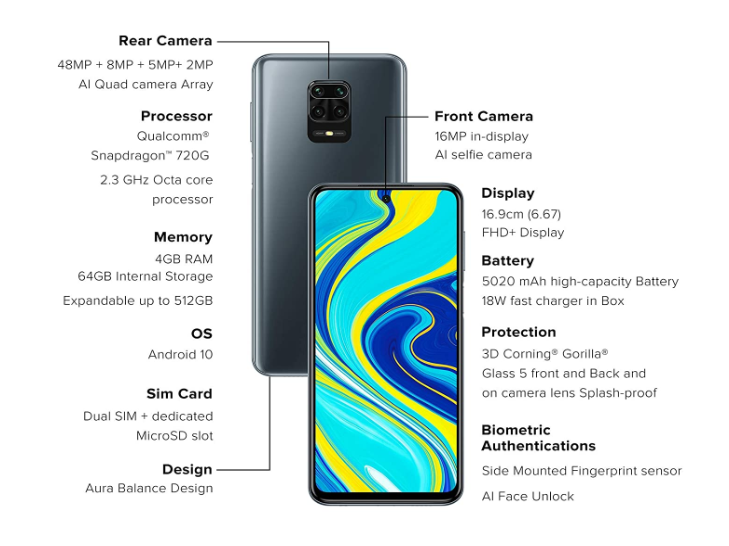 Rear Camera
48MP + 8MP + 5MP+ 2MP
AI Quad camera Array
Processor
Qualcomm®
Snapdragon™ 720G
2.3 GHz Octa core
processor
Memory
4GB RAM
64GB Internal Storage
Expandable up to 512GB
OS
Android 10
Sim Card
Dual SIM + dedicated
MicroSD slot
Design
Aura Balance Design
Front Camera
16MP in-display
AI selfie camera
Display
16.9cm (6.67)
FHD+ Display
Battery
5020 mAh high-capacity Battery
18W fast charger in Box
Protection
3D Corning® Gorilla®
Glass 5 front and Back and
on camera lens Splash-proof
Biometric
Authentications
Side Mounted Fingerprint sensor
AI Face Unlock